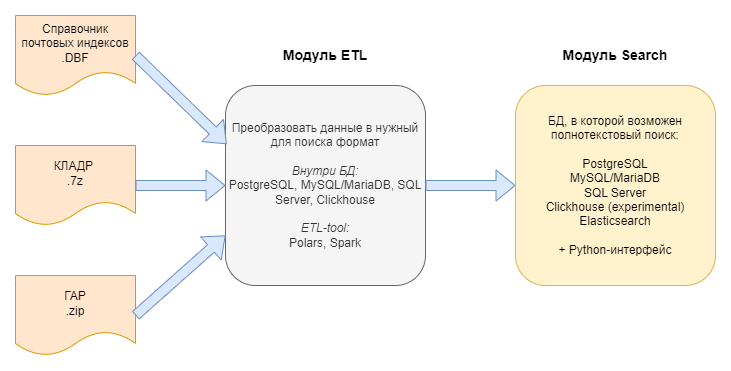 Справочник
почтовых индексов
.DBF
КЛАДР
.7z
ГАР
.zip
Модуль ETL
Преобразовать данные в нужный
для поиска формат
Внутри БД:
PostgreSQL, MySQL/MariaDB, SQL
Server, Clickhouse
ETL-tool:
Polars, Spark
Модуль Search
БД, в которой возможен
полнотекстовый поиск:
PostgreSQL
MySQL/MariaDB
SQL Server
Clickhouse (experimental)
Elasticsearch
+ Python-интерфейс